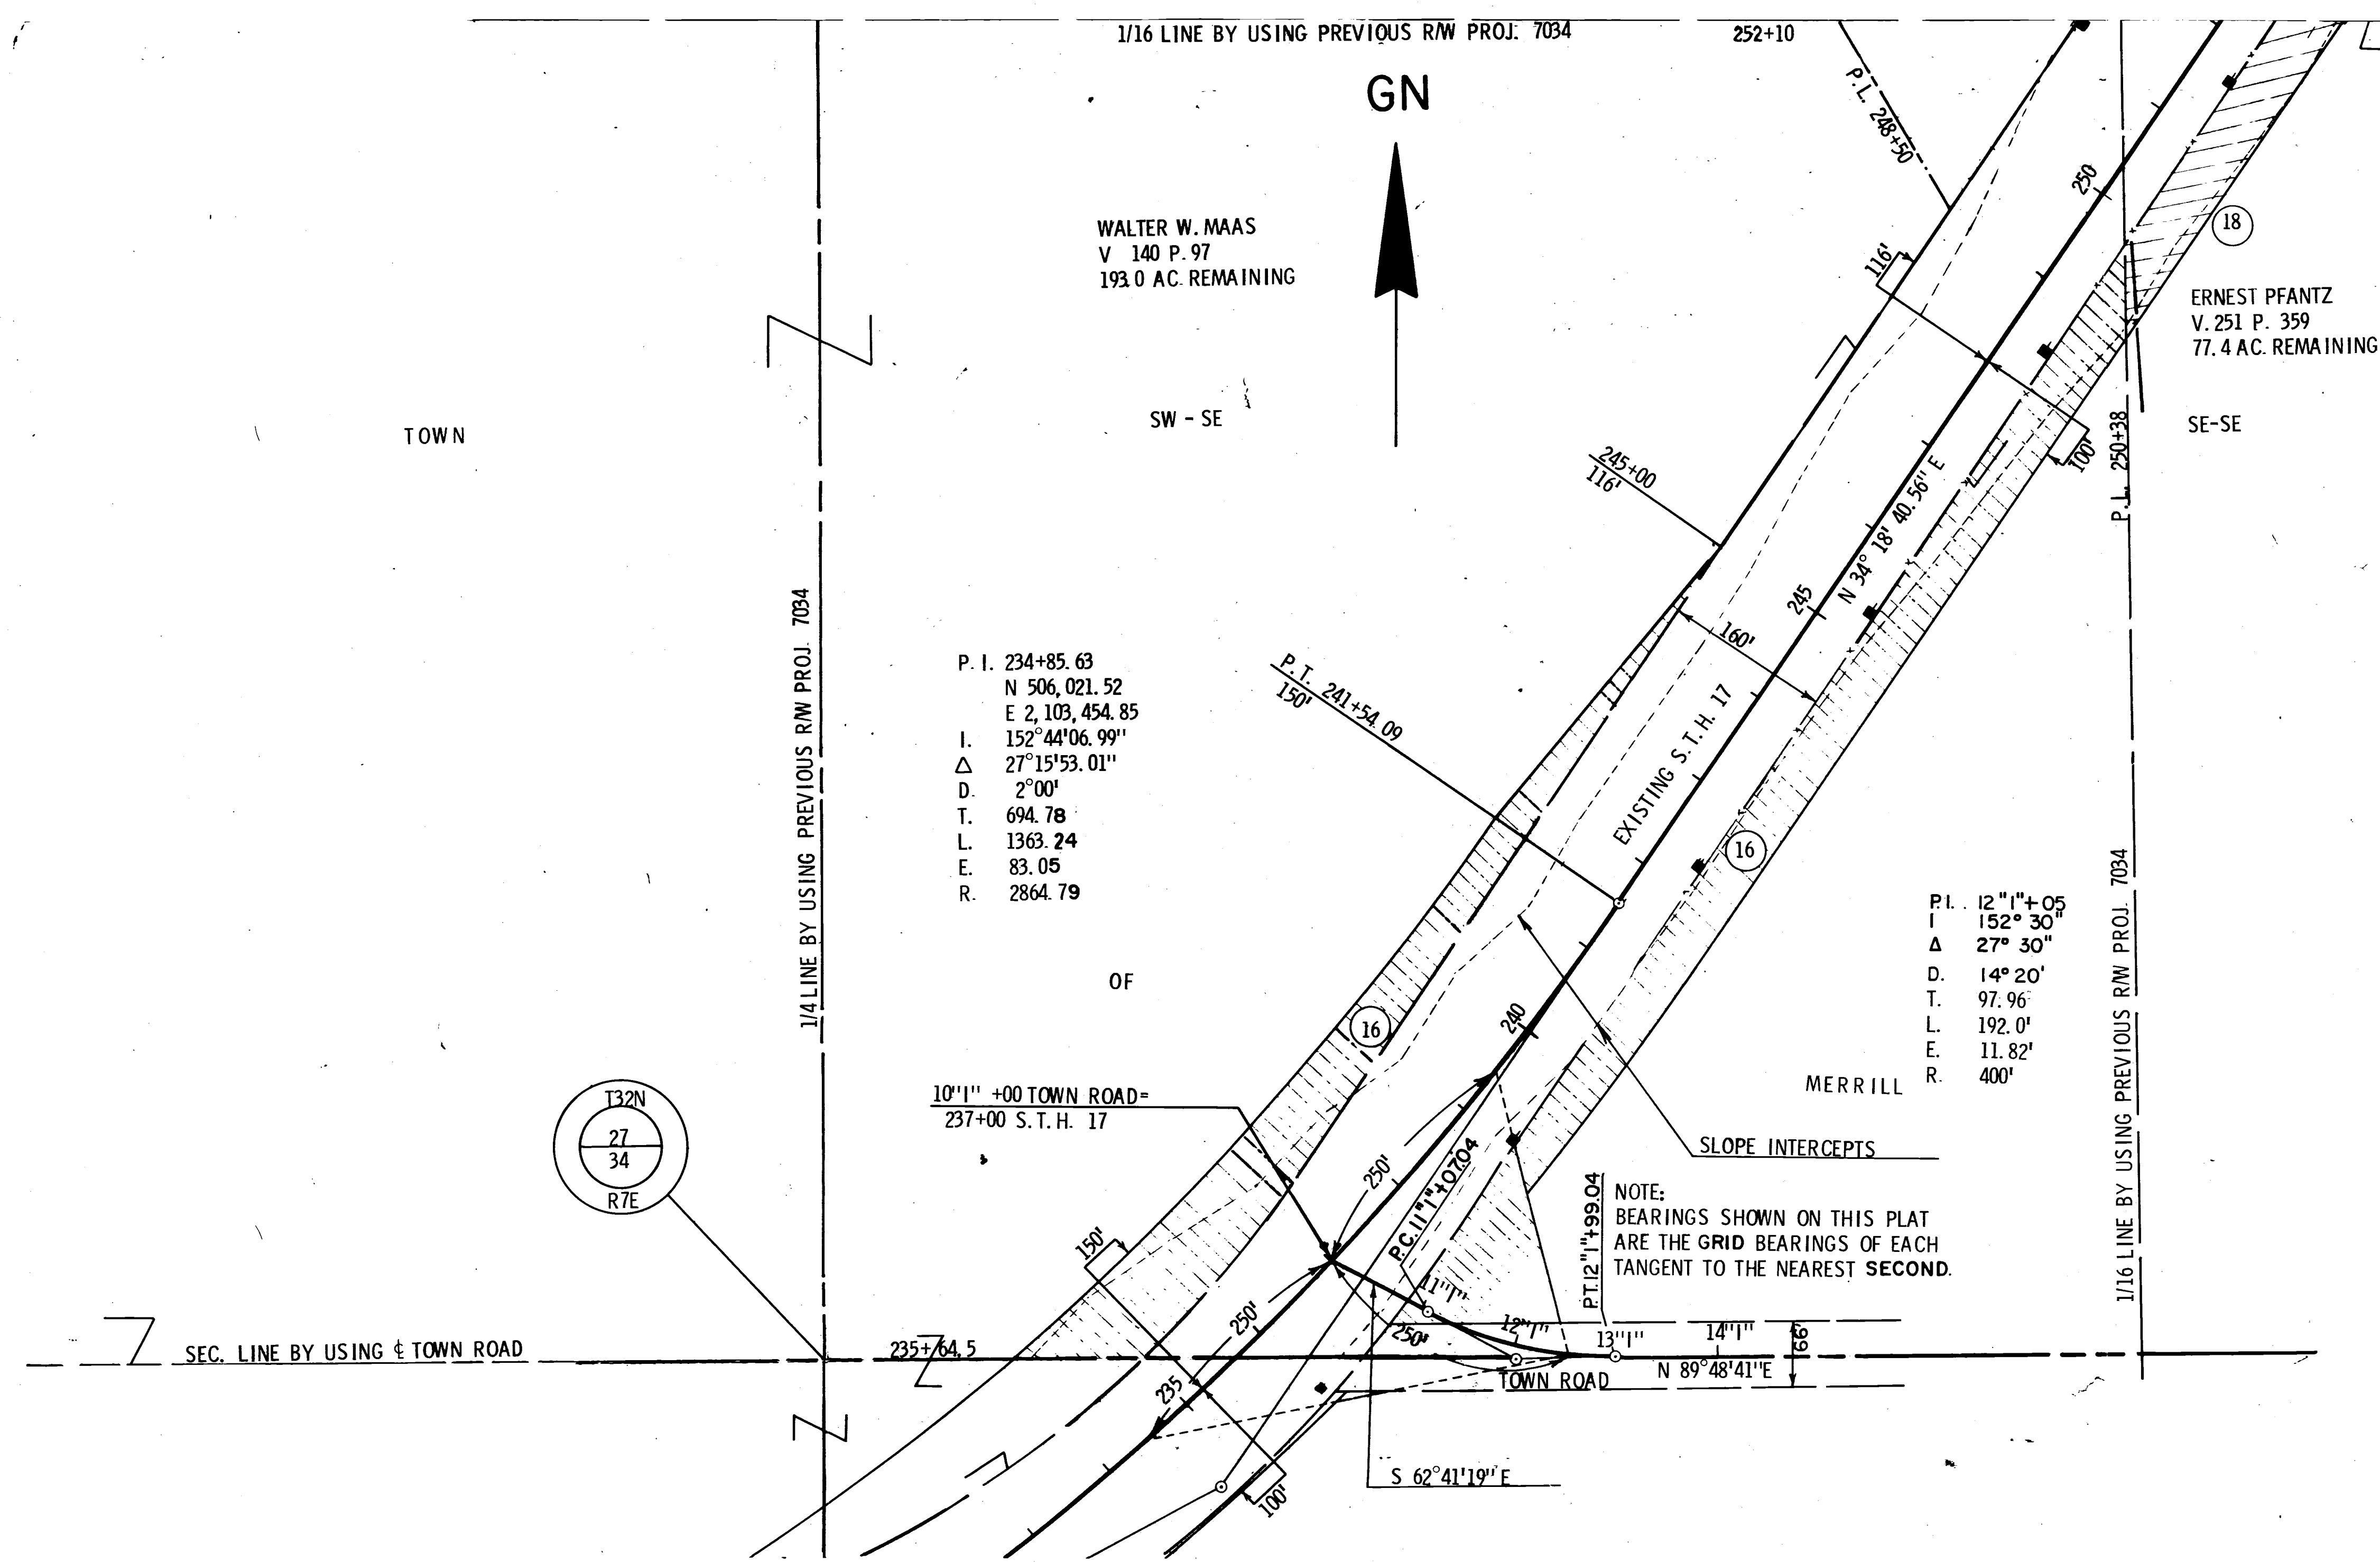 1/16 LINE BY USING PREVIOUS R/W PROJ. 7034
252+10
GN
P.L. 248+50
250
18
WALTER W. MAAS
V 140 P. 97
193.0 AC. REMAINING
116'
ERNEST PFANTZ
V. 251 P. 359
77.4 AC. REMAINING
TOWN
SW - SE
SE-SE
100'
P.L. 250+38
245+00
116'
N 34° 18' 40.56" E
245
160'
1/4 LINE BY USING PREVIOUS R/W PROJ. 7034
P.I. 234+85.63
N 506,021.52
E 2,103,454.85
I. 152°44'06.99"
Δ 27°15'53.01"
D. 2°00'
T. 694.78
L. 1363.24
E. 83.05
R. 2864.79
P.T. 241+54.09
150'
EXISTING S.T.H. 17
16
P.I. 12"1"+05
I 152° 30"
Δ 27° 30"
D. 14° 20'
T. 97.96
L. 192.0'
E. 11.82'
R. 400'
1/16 LINE BY USING PREVIOUS R/W PROJ. 7034
OF
16
240
MERRILL
10"1" +00 TOWN ROAD=
237+00 S.T.H. 17
T32N
27
34
R7E
SLOPE INTERCEPTS
250'
P.C. 11"1"+07.04
P.T. 12"1"+99.04
NOTE:
BEARINGS SHOWN ON THIS PLAT
ARE THE GRID BEARINGS OF EACH
TANGENT TO THE NEAREST SECOND.
150'
11"1"
250'
250'
12"1"
13"1"
14"1"
66'
SEC. LINE BY USING ℄ TOWN ROAD
235+64.5
N 89°48'41"E
TOWN ROAD
235
S 62°41'19" E
100'